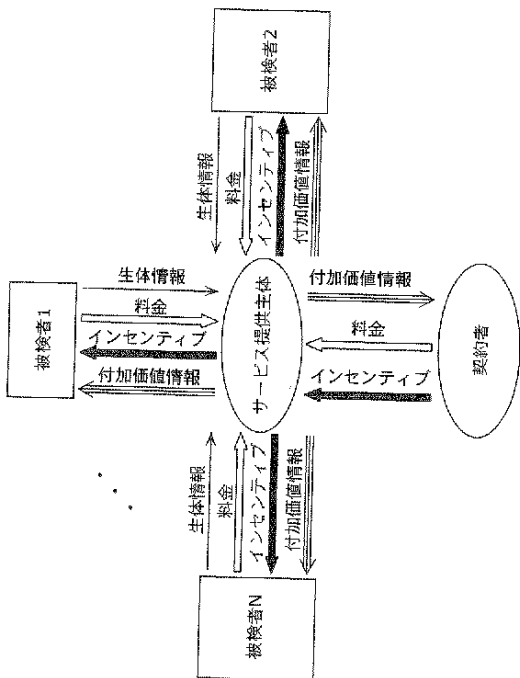 被検者2
生体情報
料金
インセンティブ
付加価値情報
被検者1
生体情報
料金
インセンティブ
付加価値情報
サービス提供主体
付加価値情報
料金
インセンティブ
契約者
生体情報
料金
インセンティブ
付加価値情報
被検者N